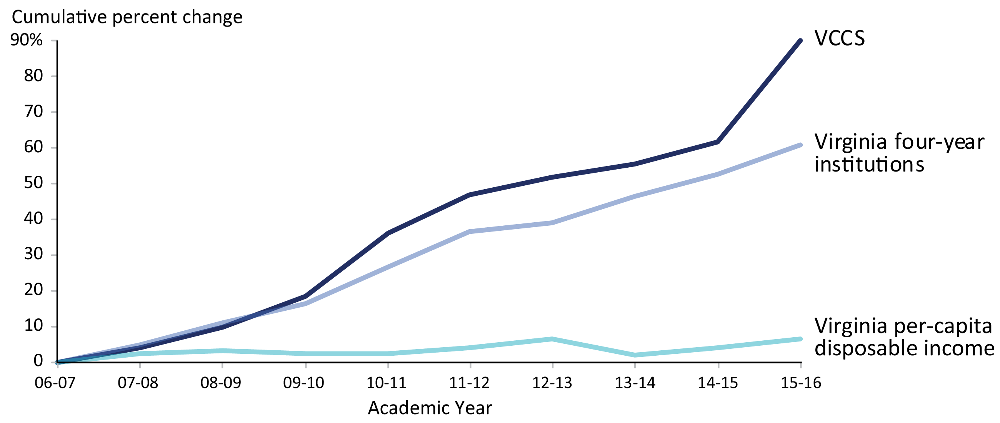 Cumulative percent change
90%
80
70
60
50
40
30
20
10
0
VCCS
Virginia four-year
institutions
Virginia per-capita
disposable income
06-07 07-08 08-09 09-10 10-11 11-12 12-13 13-14 14-15 15-16
Academic Year